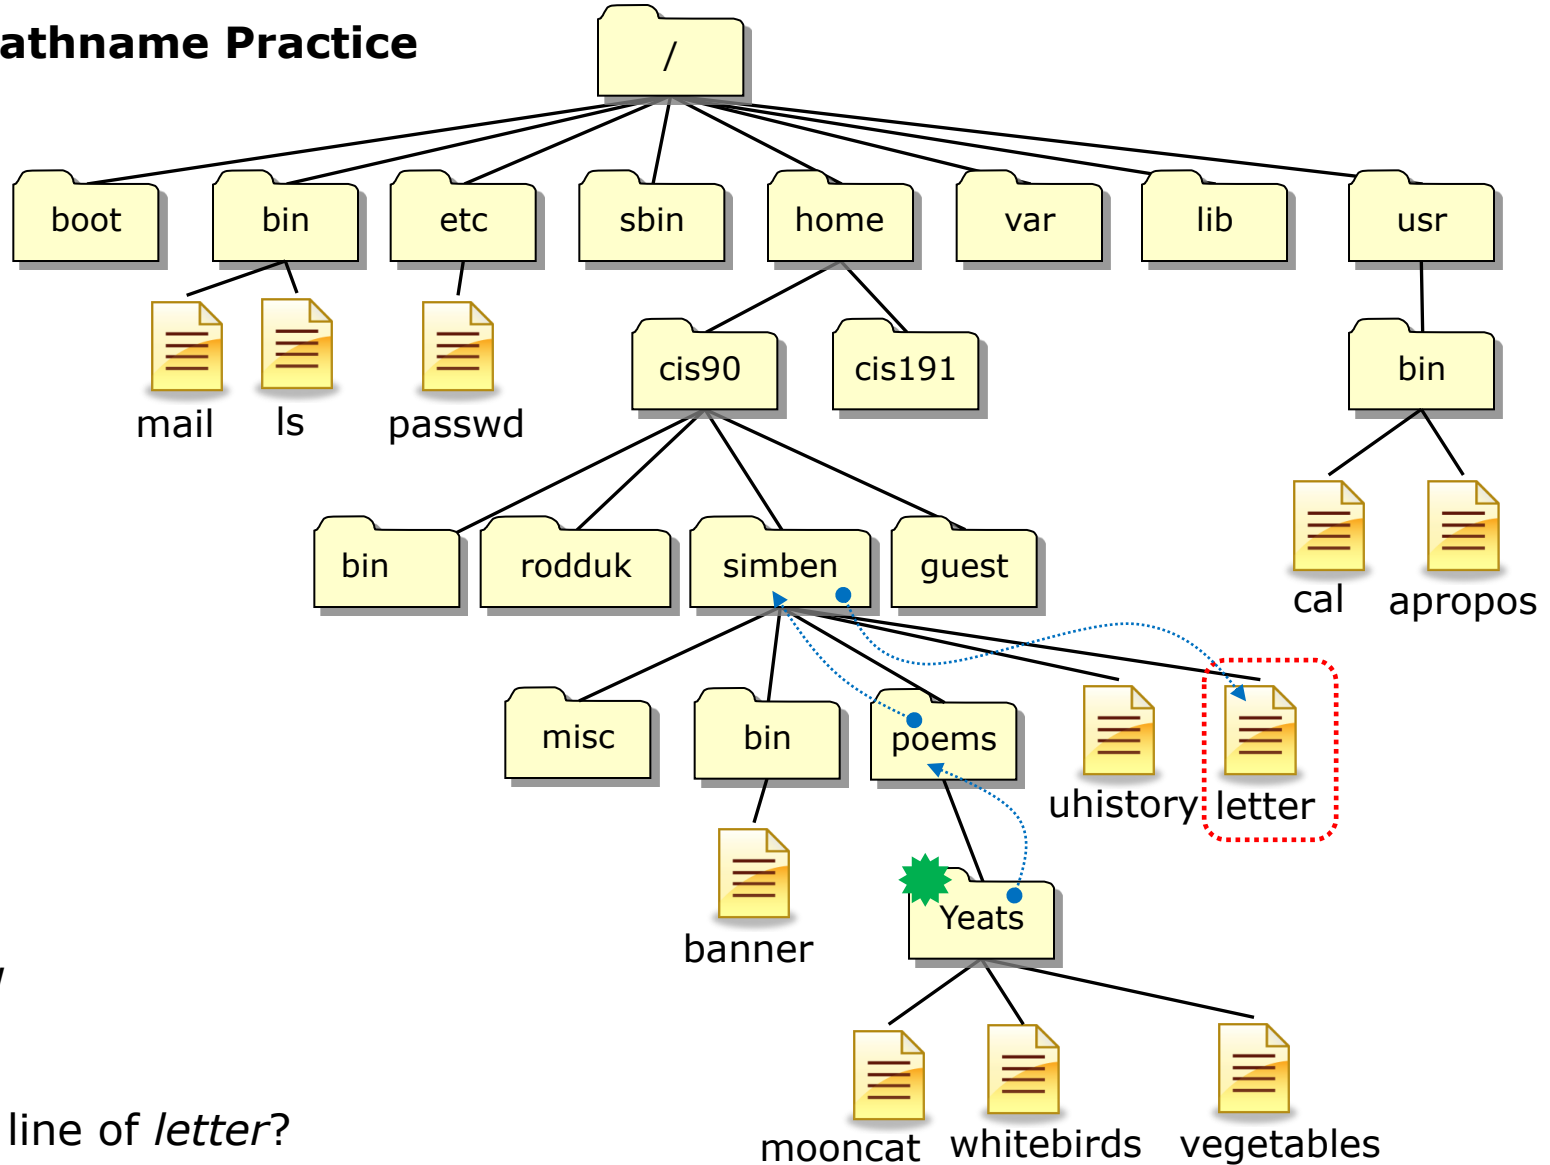 athname Practice
/
boot bin etc sbin home var lib usr
mail ls passwd
cis90 cis191 bin
bin rodduk simben guest
cal apropos
misc bin poems
uhistory letter
banner
Yeats
mooncat whitebirds vegetables
line of letter?